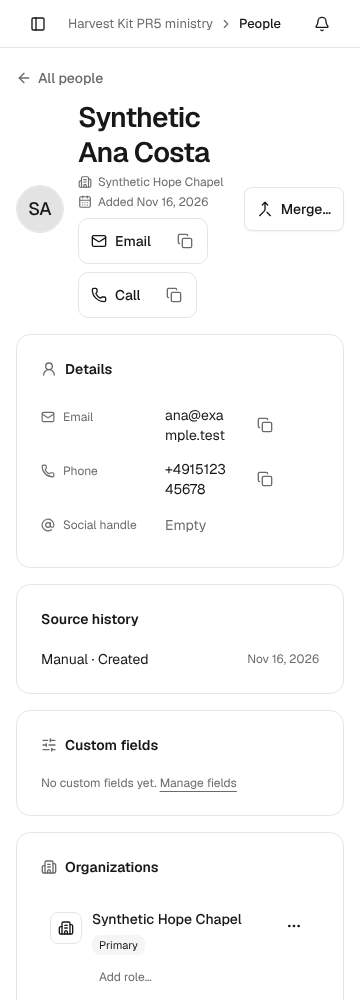 Harvest Kit PR5 ministry > People
All people
Synthetic
Ana Costa
SA
Synthetic Hope Chapel
Added Nov 16, 2026
Merge...
Email
Call
Details
Email
ana@exa
mple.test
Phone
+4915123
45678
Social handle
Empty
Source history
Manual · Created
Nov 16, 2026
Custom fields
No custom fields yet. Manage fields
Organizations
Synthetic Hope Chapel
Primary
Add role...